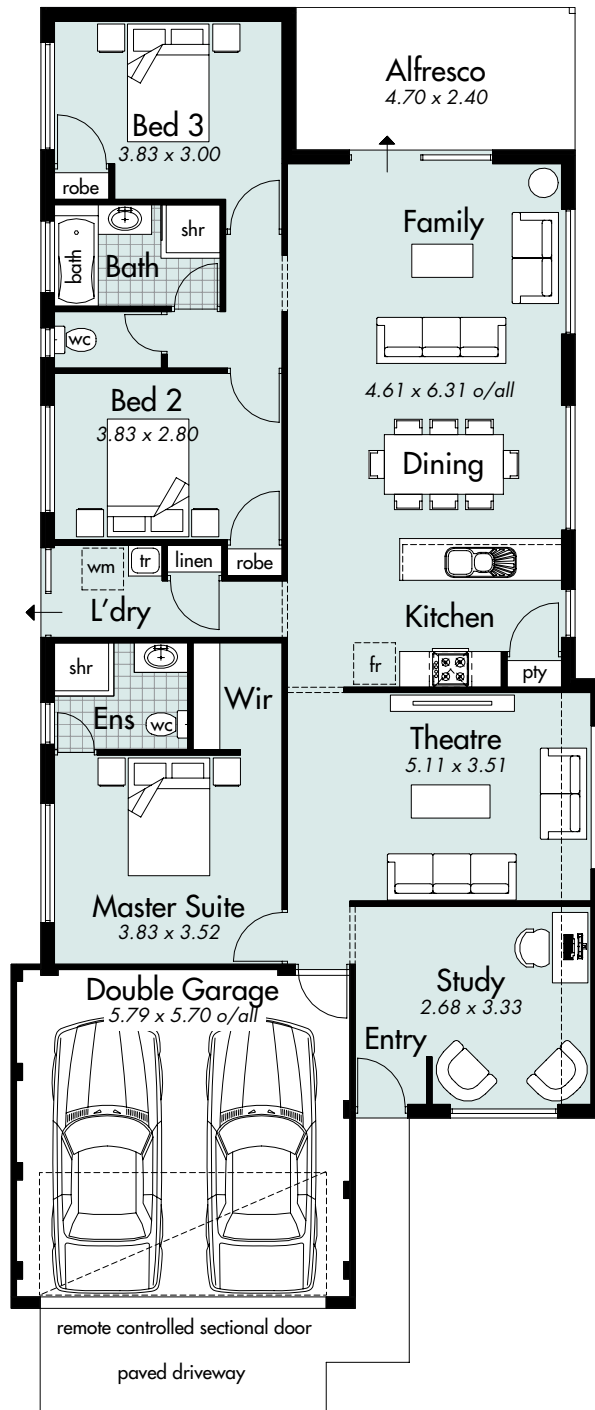 Alfresco
4.70 x 2.40
Bed 3
3.83 x 3.00
robe
Family
bath
Bath
shr
wc
4.61 x 6.31 o/all
Bed 2
3.83 x 2.80
Dining
wm
tr
linen
robe
L'dry
Kitchen
fr
pty
shr
Ens
wc
Wir
Theatre
5.11 x 3.51
Master Suite
3.83 x 3.52
Study
2.68 x 3.33
Double Garage
5.79 x 5.70 o/all
Entry
remote controlled sectional door
paved driveway